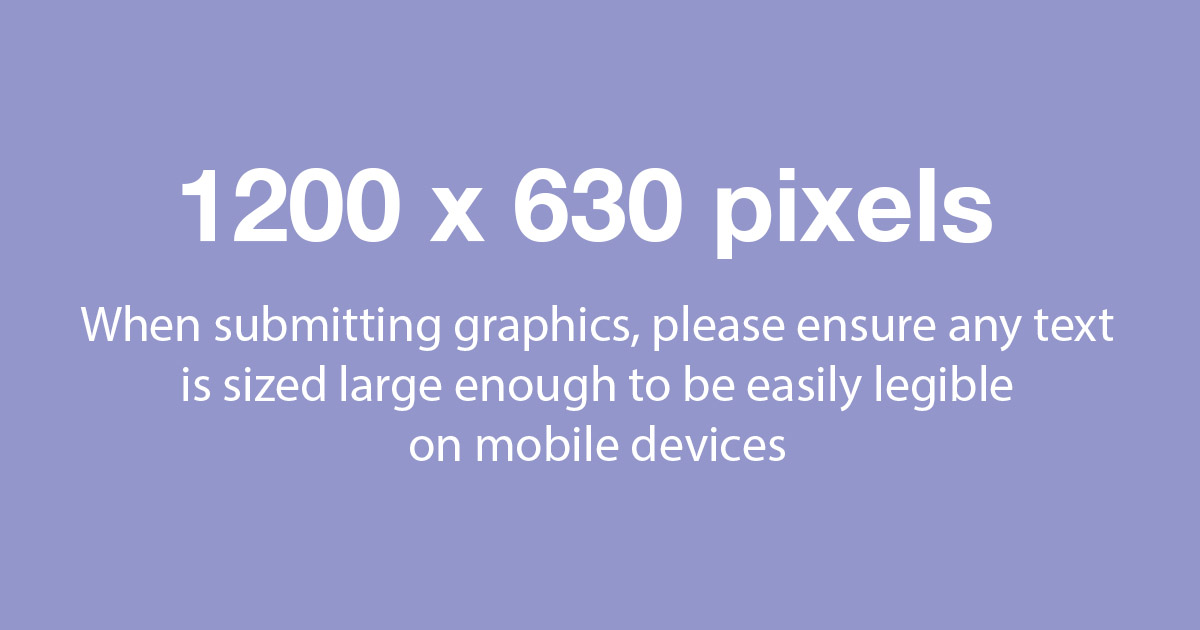 1200 x 630 pixels
When submitting graphics, please ensure any text
is sized large enough to be easily legible
on mobile devices